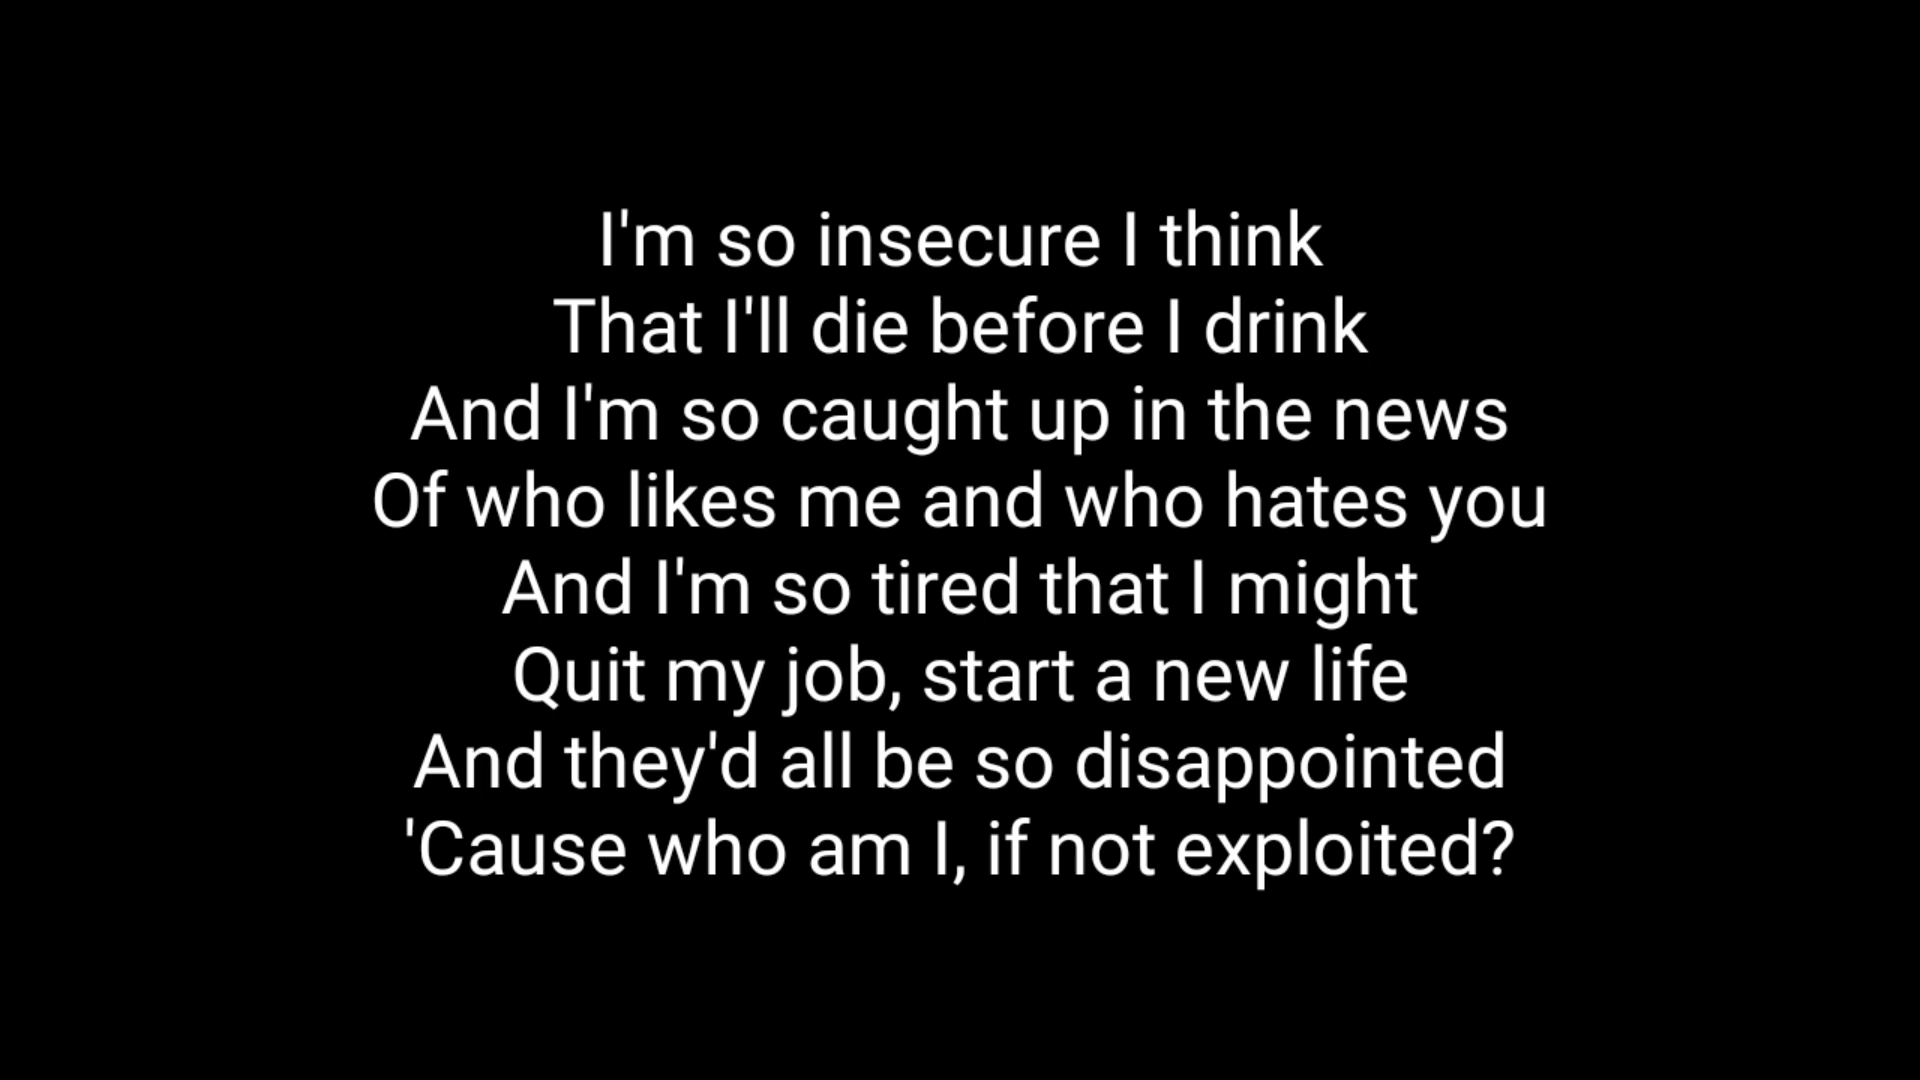 I'm so insecure I think
That I'll die before I drink
And I'm so caught up in the news
Of who likes me and who hates you
And I'm so tired that I might
Quit my job, start a new life
And they'd all be so disappointed
'Cause who am I, if not exploited?